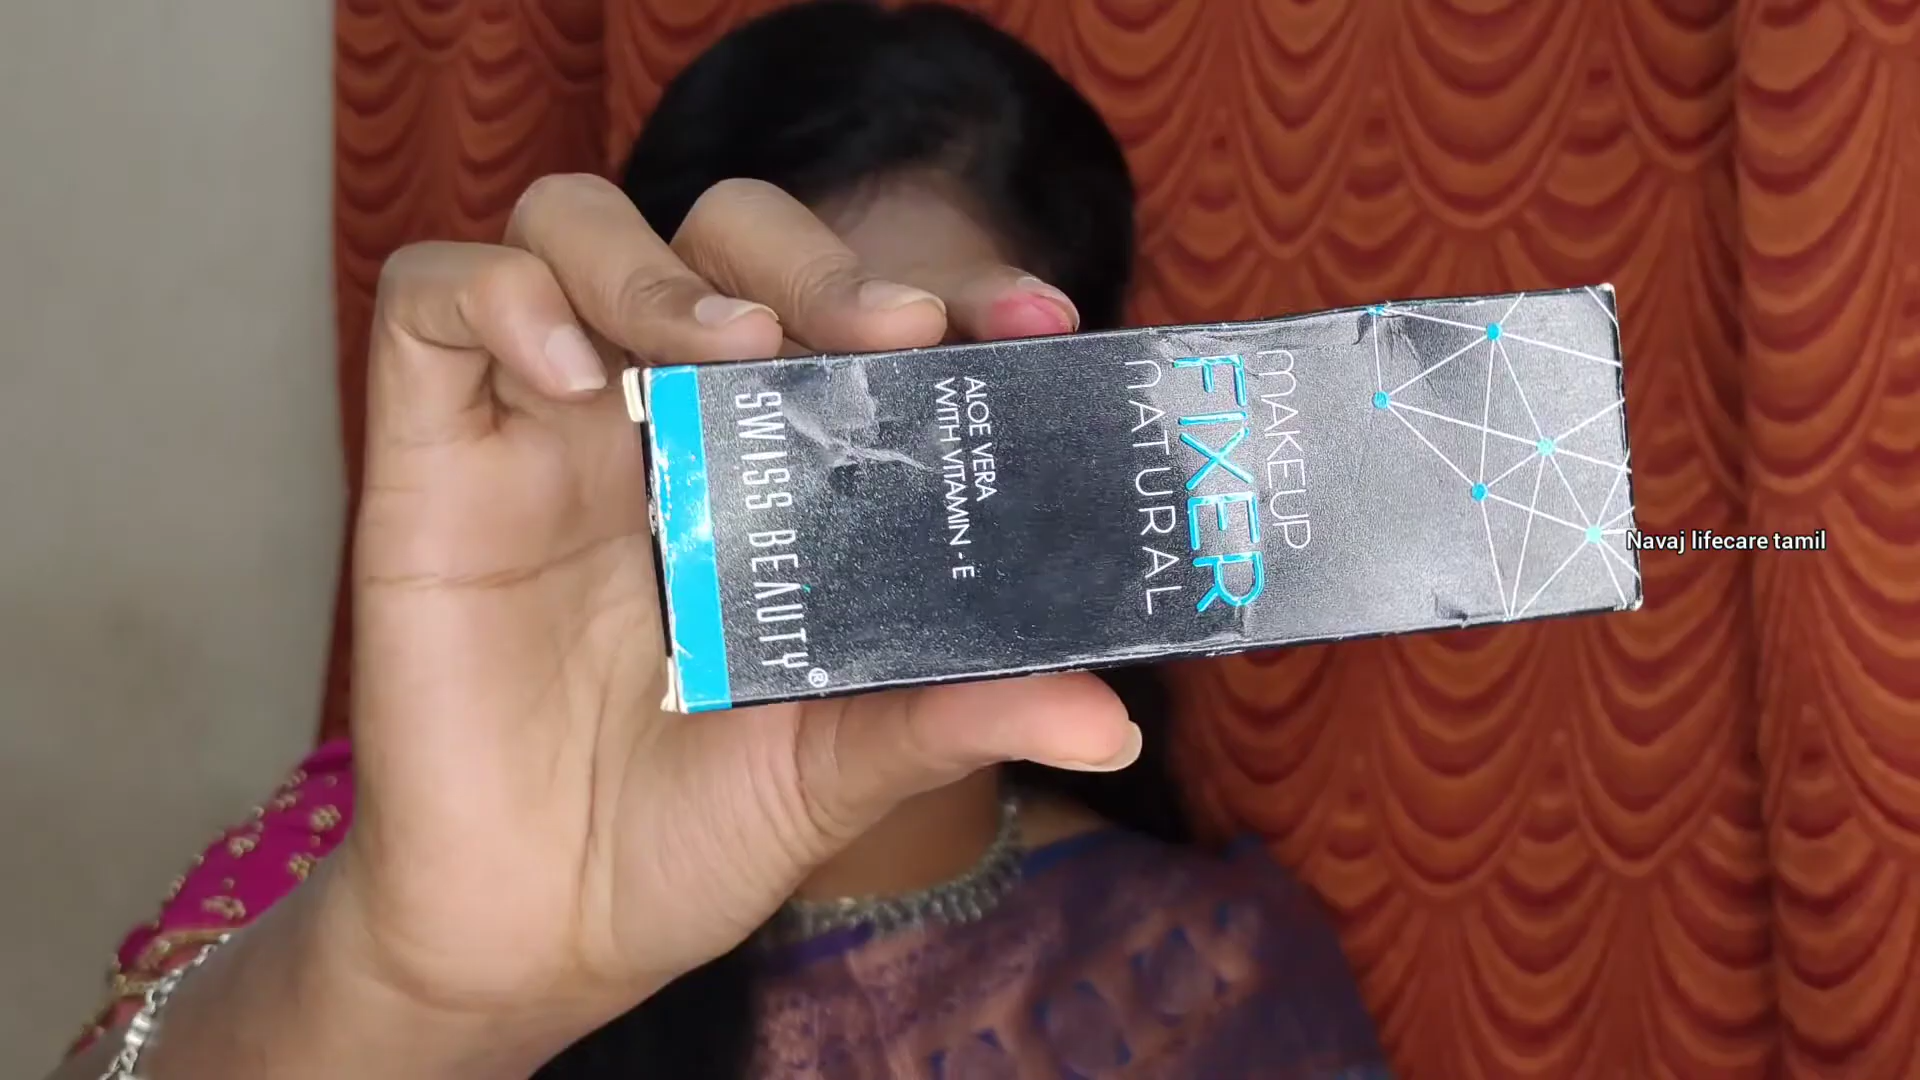 MAKEUP
FIXER
NATURAL
ALOE VERA
WITH VITAMIN - E
SWISS BEAUTY®
Navaj lifecare tamil